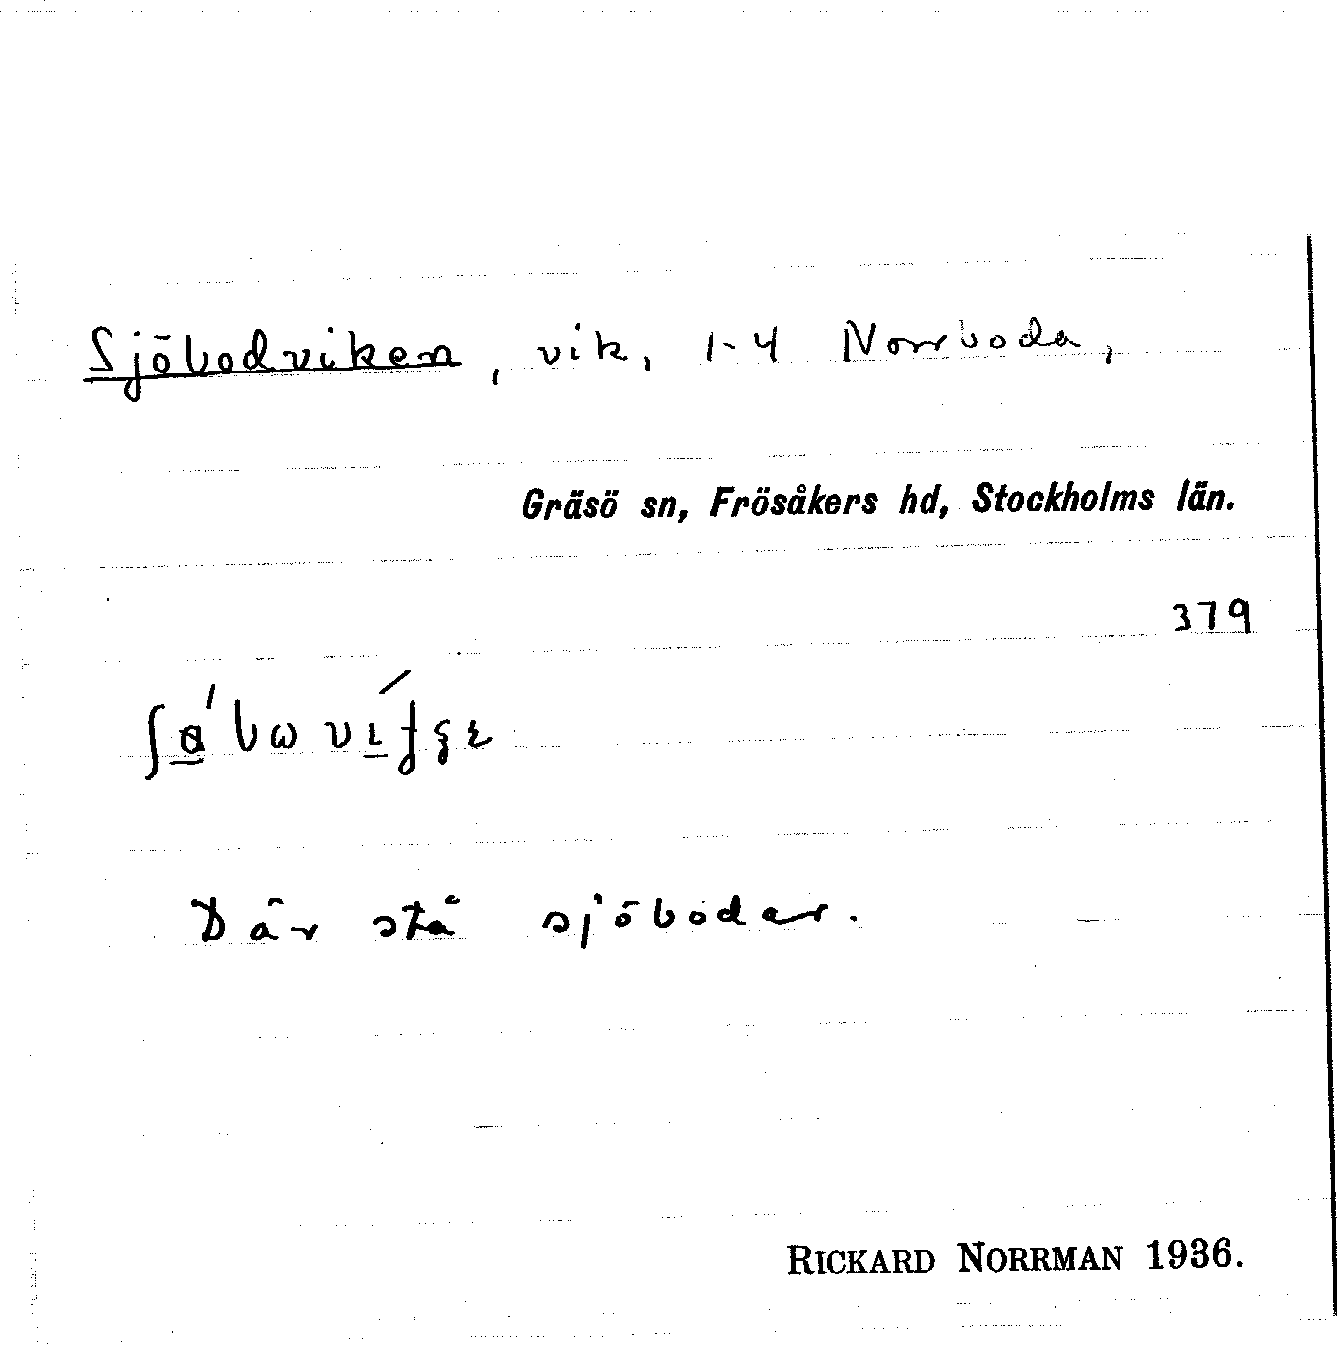 Sjöbodviken, vik, 1-4 Norrboda,
Gräsö sn, Frösåkers hd, Stockholms län.
379
Där stå sjöbodar.
RICKARD NORRMAN 1936.